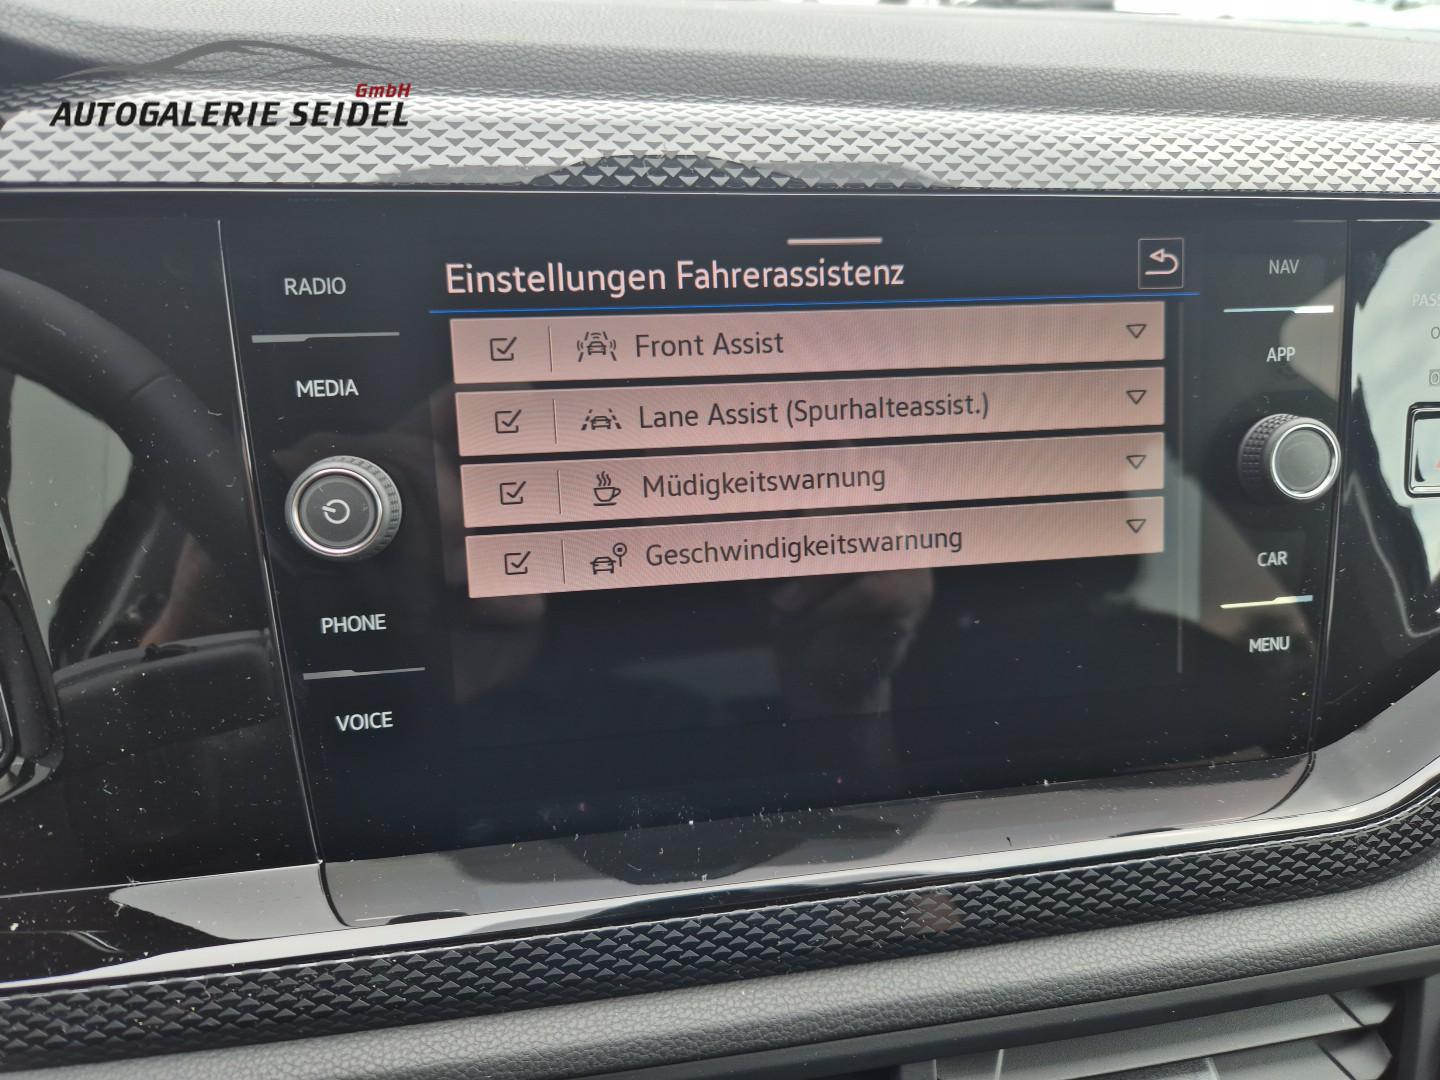 GmbH
AUTOGALERIE SEIDEL
RADIO
MEDIA
PHONE
VOICE
Einstellungen Fahrerassistenz
Front Assist
Lane Assist (Spurhalteassist.)
Müdigkeitswarnung
Geschwindigkeitswarnung
NAV
APP
CAR
MENU
PASS